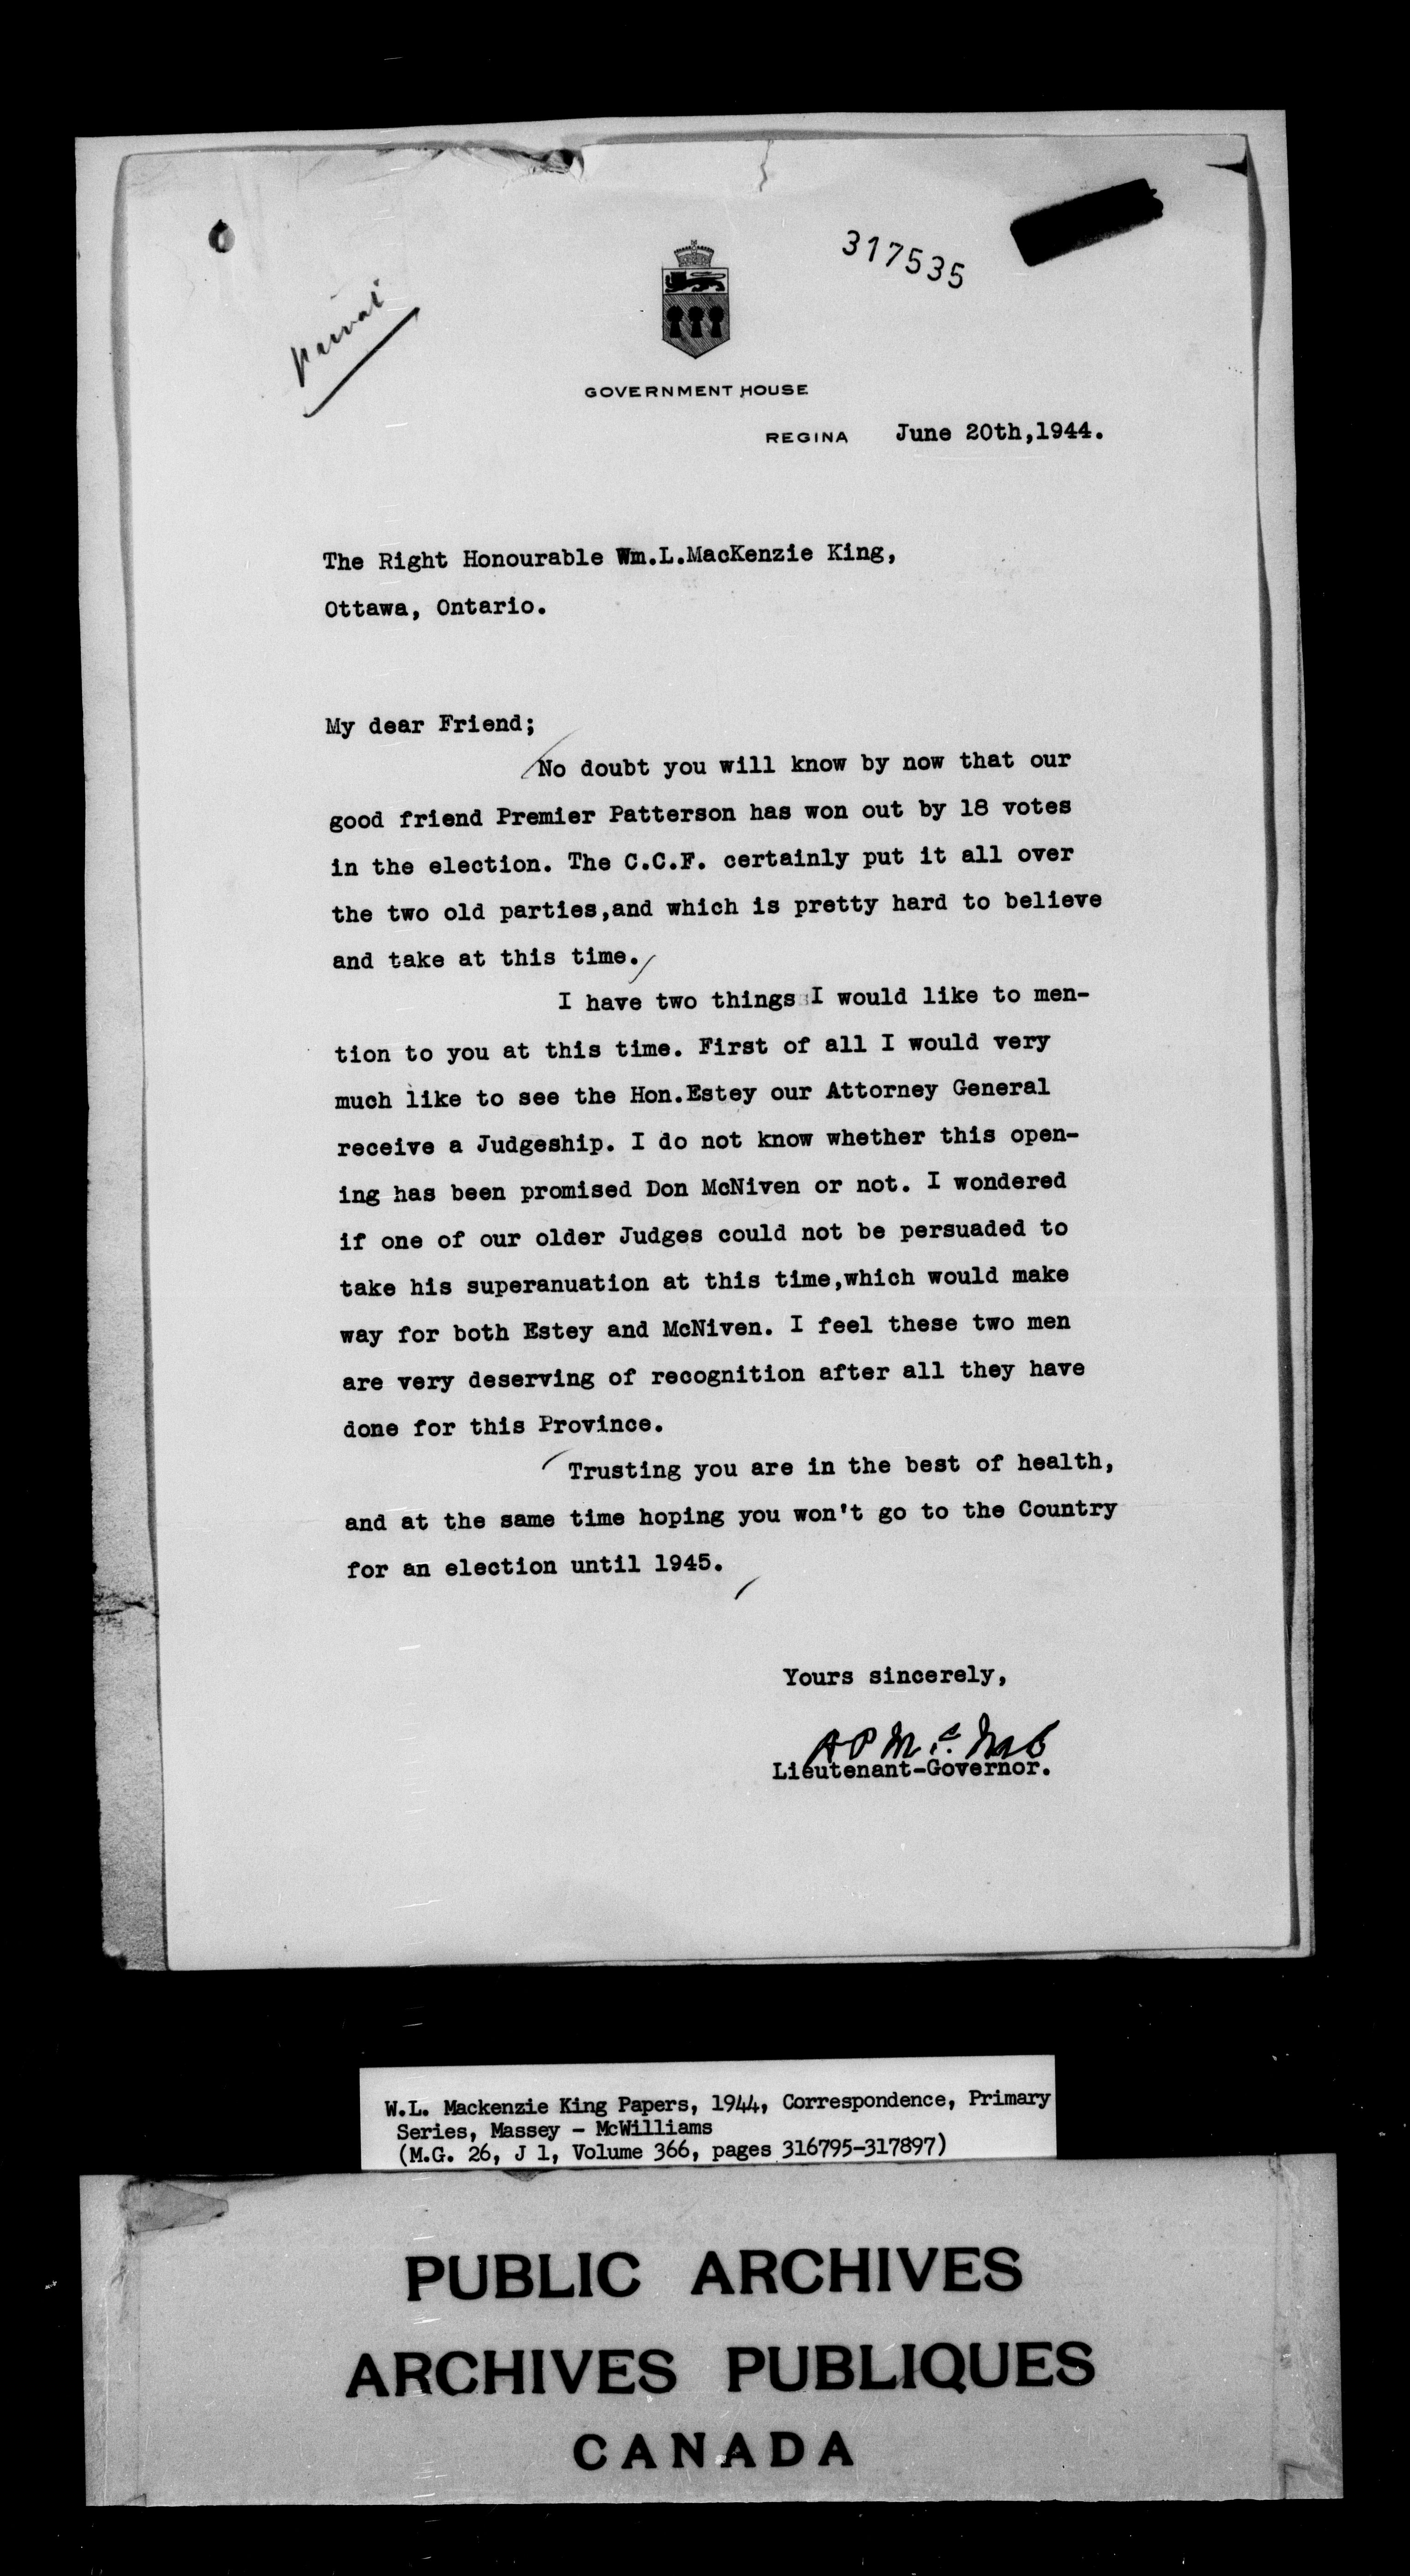 317535
GOVERNMENT HOUSE
REGINA June 20th,1944.
The Right Honourable Wm.L.MacKenzie King,
Ottawa, Ontario.
My dear Friend;
No doubt you will know by now that our
good friend Premier Patterson has won out by 18 votes
in the election. The C.C.F. certainly put it all over
the two old parties,and which is pretty hard to believe
and take at this time.
I have two things I would like to men-
tion to you at this time. First of all I would very
much like to see the Hon.Estey our Attorney General
receive a Judgeship. I do not know whether this open-
ing has been promised Don McNiven or not. I wondered
if one of our older Judges could not be persuaded to
take his superanuation at this time,which would make
way for both Estey and McNiven. I feel these two men
are very deserving of recognition after all they have
done for this Province.
Trusting you are in the best of health,
and at the same time hoping you won't go to the Country
for an election until 1945.
Yours sincerely,
A P McNab
Lieutenant-Governor.
W.L. Mackenzie King Papers, 1944, Correspondence, Primary
Series, Massey - McWilliams
(M.G. 26, J 1, Volume 366, pages 316795-317897)
PUBLIC ARCHIVES
ARCHIVES PUBLIQUES
CANADA